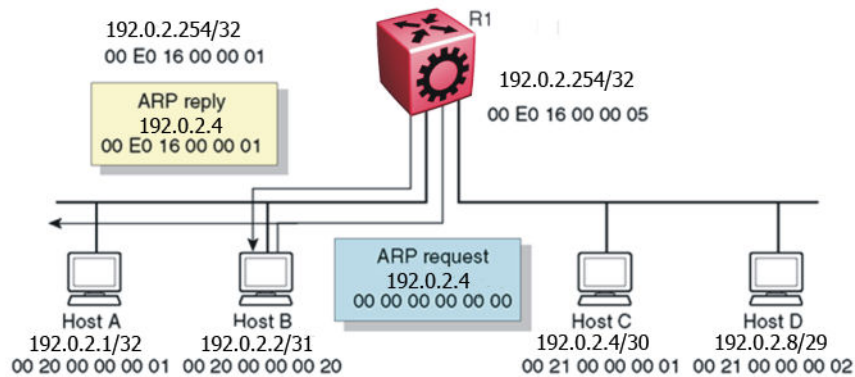 R1
192.0.2.254/32
00 E0 16 00 00 01
192.0.2.254/32
00 E0 16 00 00 05
ARP reply
192.0.2.4
00 E0 16 00 00 01
ARP request
192.0.2.4
00 00 00 00 00 00
Host A
192.0.2.1/32
00 20 00 00 00 01
Host B
192.0.2.2/31
00 20 00 00 00 20
Host C
192.0.2.4/30
00 21 00 00 00 01
Host D
192.0.2.8/29
00 21 00 00 00 02